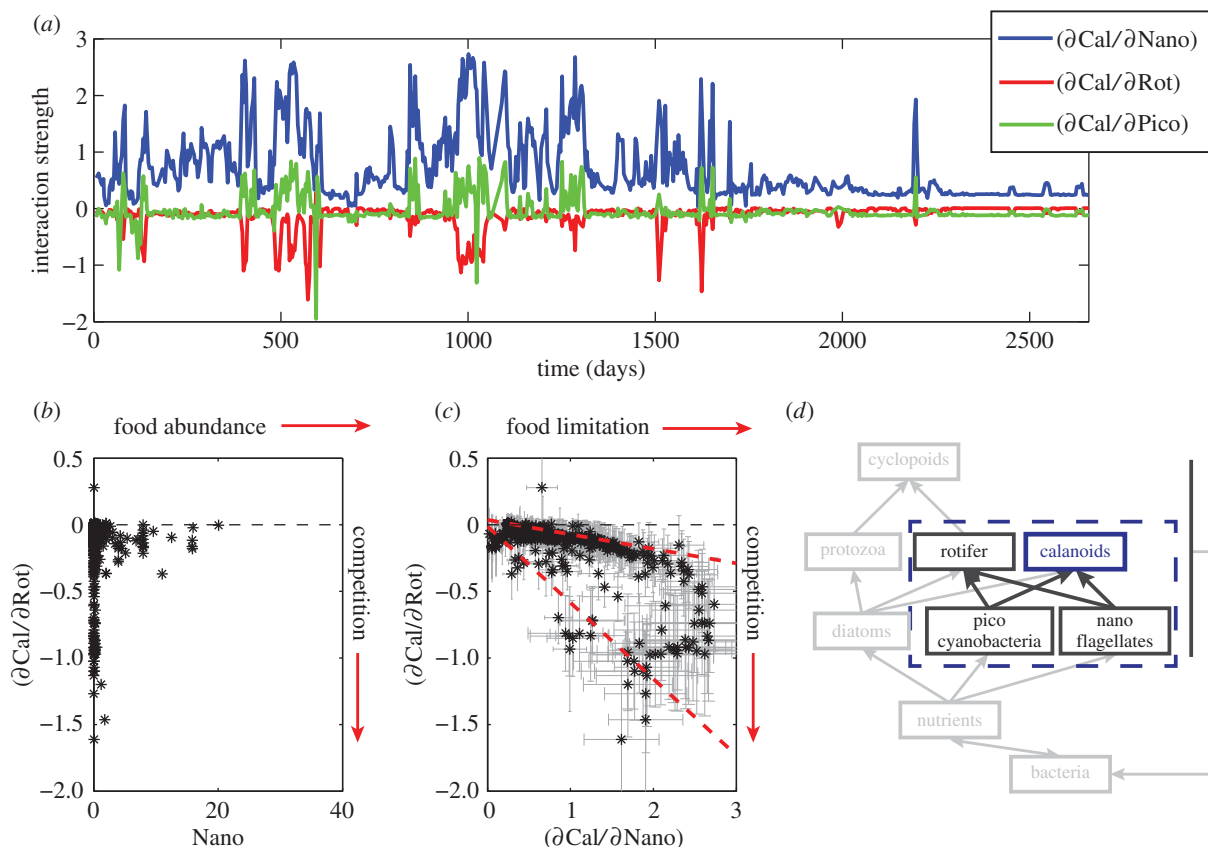 (a)
3
2
1
0
−1
−2
interaction strength
0 500 1000 1500 2000 2500
time (days)
(∂Cal/∂Nano)
(∂Cal/∂Rot)
(∂Cal/∂Pico)
(b)
food abundance
0.5
0
−0.5
−1.0
−1.5
−2.0
(∂Cal/∂Rot)
0 20 40
Nano
competition
(c)
food limitation
0.5
0
−0.5
−1.0
−1.5
−2.0
(∂Cal/∂Rot)
0 1 2 3
(∂Cal/∂Nano)
competition
(d)
cyclopoids
protozoa
rotifer
calanoids
diatoms
pico
cyanobacteria
nano
flagellates
nutrients
bacteria